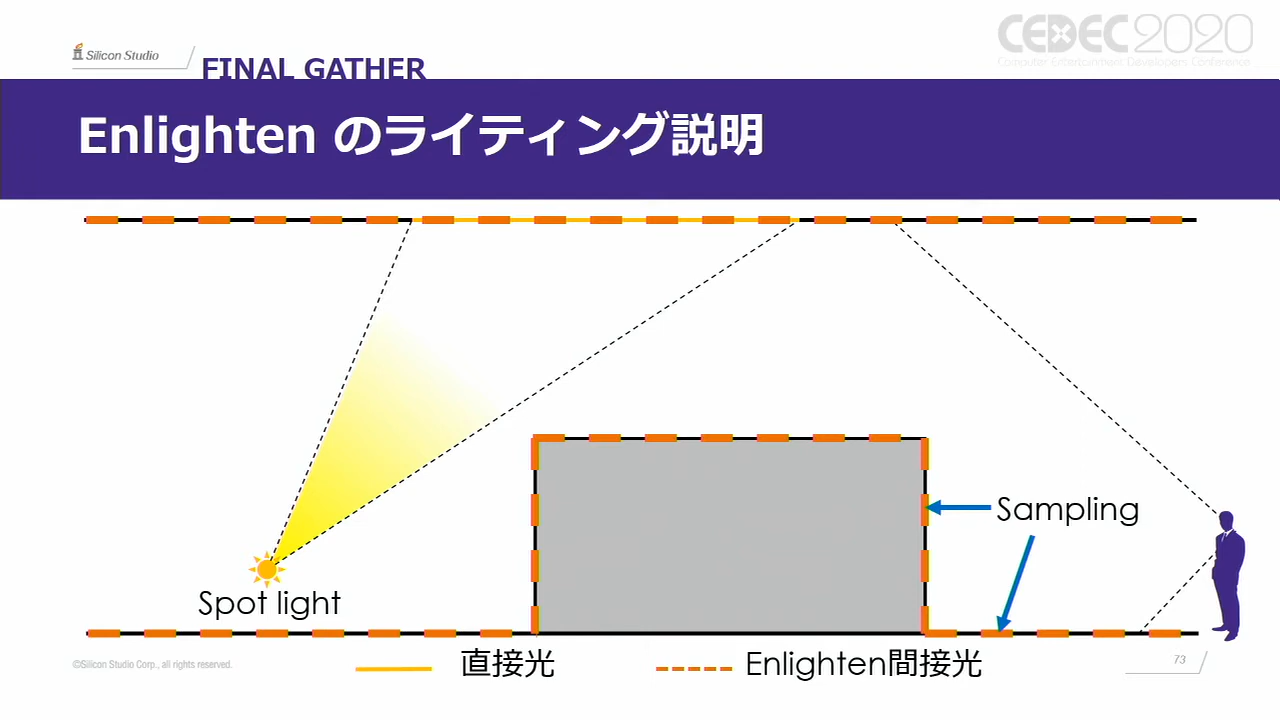 CEDEC2020
Computer Entertainment Developers Conference
Silicon Studio
FINAL GATHER
Enlighten のライティング説明
Sampling
Spot light
©Silicon Studio Corp., all rights reserved.
直接光
Enlighten間接光
73